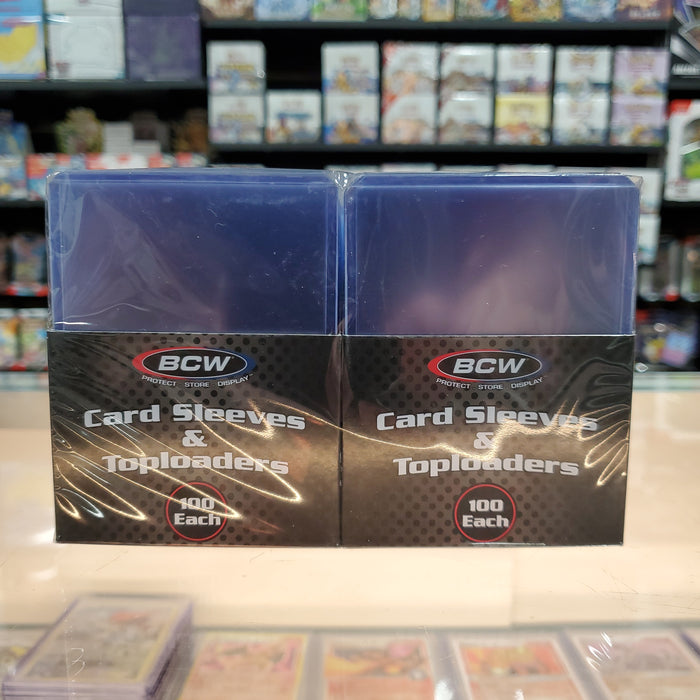 BCW
PROTECT STORE DISPLAY
Card Sleeves
&
Toploaders
100
Each
BCW
PROTECT STORE DISPLAY
Card Sleeves
&
Toploaders
100
Each